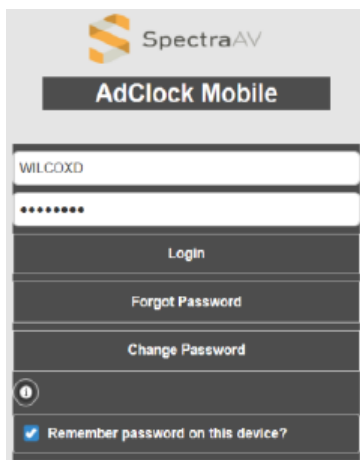 SpectraAV
AdClock Mobile
WILCOXD
••••••••
Login
Forgot Password
Change Password
Remember password on this device?